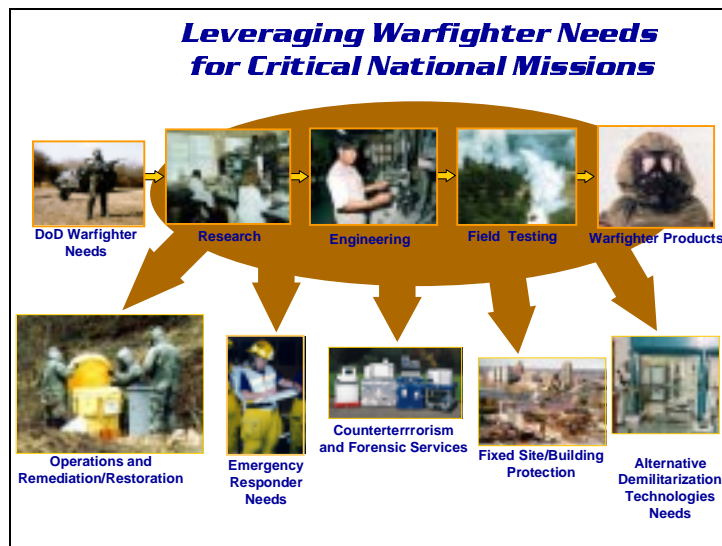 Leveraging Warfighter Needs
for Critical National Missions
DoD Warfighter
Needs
Research
Engineering
Field Testing
Warfighter Products
Operations and
Remediation/Restoration
Emergency
Responder
Needs
Counterterrrorism
and Forensic Services
Fixed Site/Building
Protection
Alternative
Demilitarization
Technologies
Needs